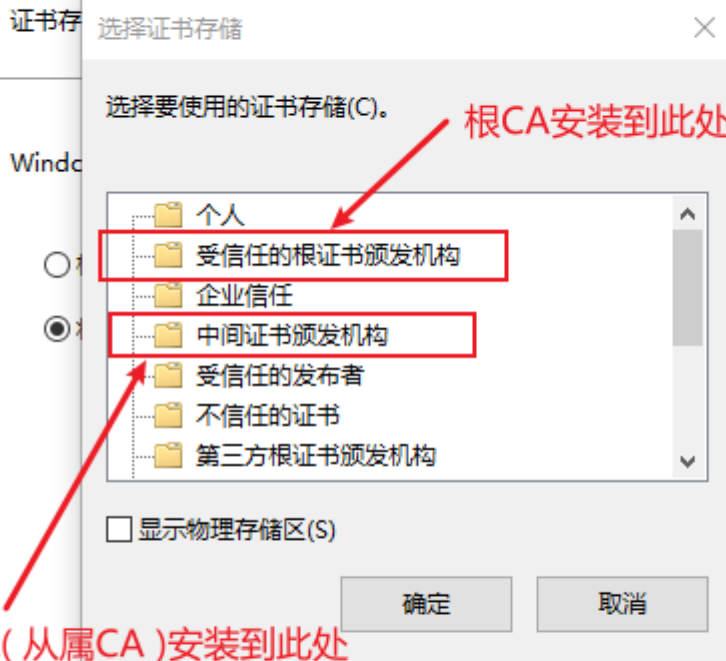 证书存
选择证书存储
选择要使用的证书存储(C)。
根CA安装到此处
Windo
个人
受信任的根证书颁发机构
企业信任
中间证书颁发机构
受信任的发布者
不信任的证书
第三方根证书颁发机构
显示物理存储区(S)
确定
取消
(从属CA)安装到此处